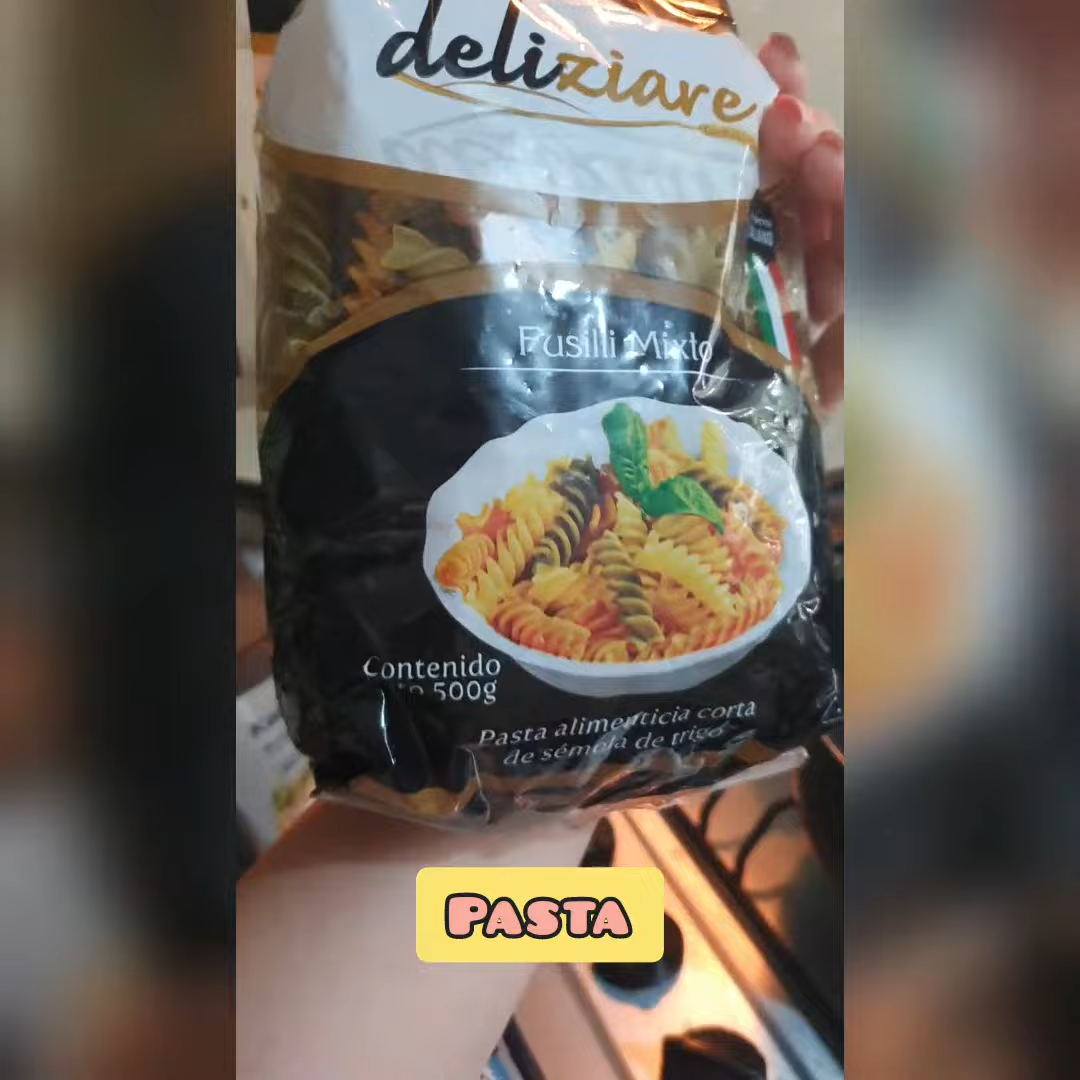 deliziare
Fusilli Mixto
Contenido
500g
Pasta alimenticia corta
de sémola de trigo
PASTA